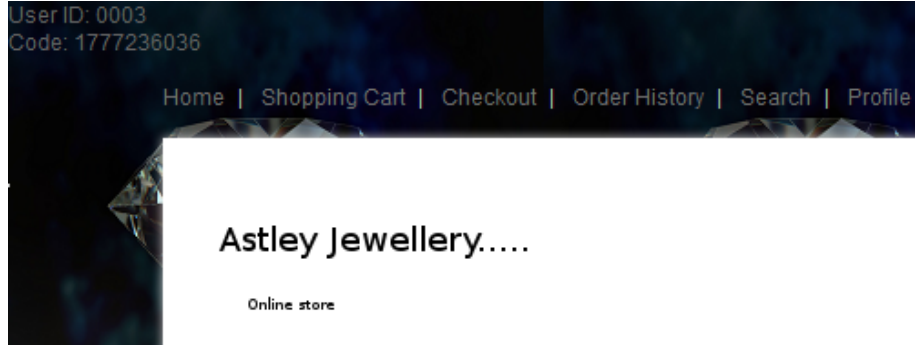 User ID: 0003
Code: 1777236036
Home | Shopping Cart | Checkout | Order History | Search | Profile
Astley Jewellery.....
Online store